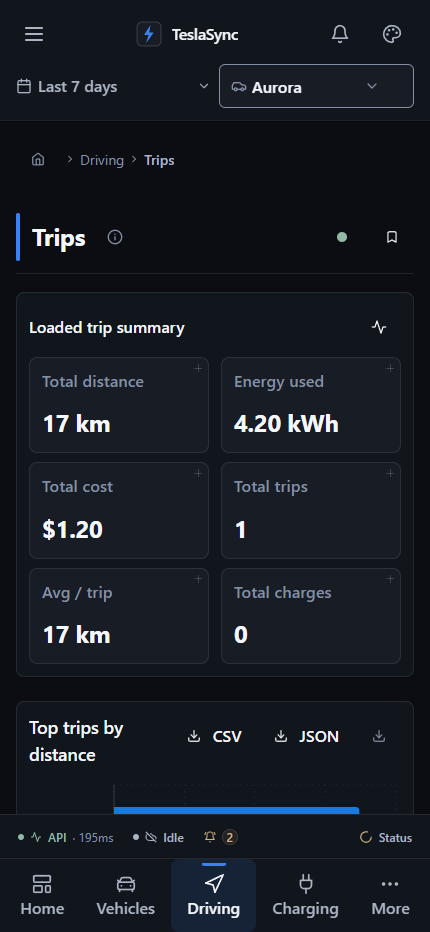 TeslaSync
Last 7 days
Aurora
Driving
Trips
Trips
Loaded trip summary
Total distance
17 km
Energy used
4.20 kWh
Total cost
$1.20
Total trips
1
Avg / trip
17 km
Total charges
0
Top trips by
distance
CSV
JSON
API · 195ms
Idle
2
Status
Home
Vehicles
Driving
Charging
More